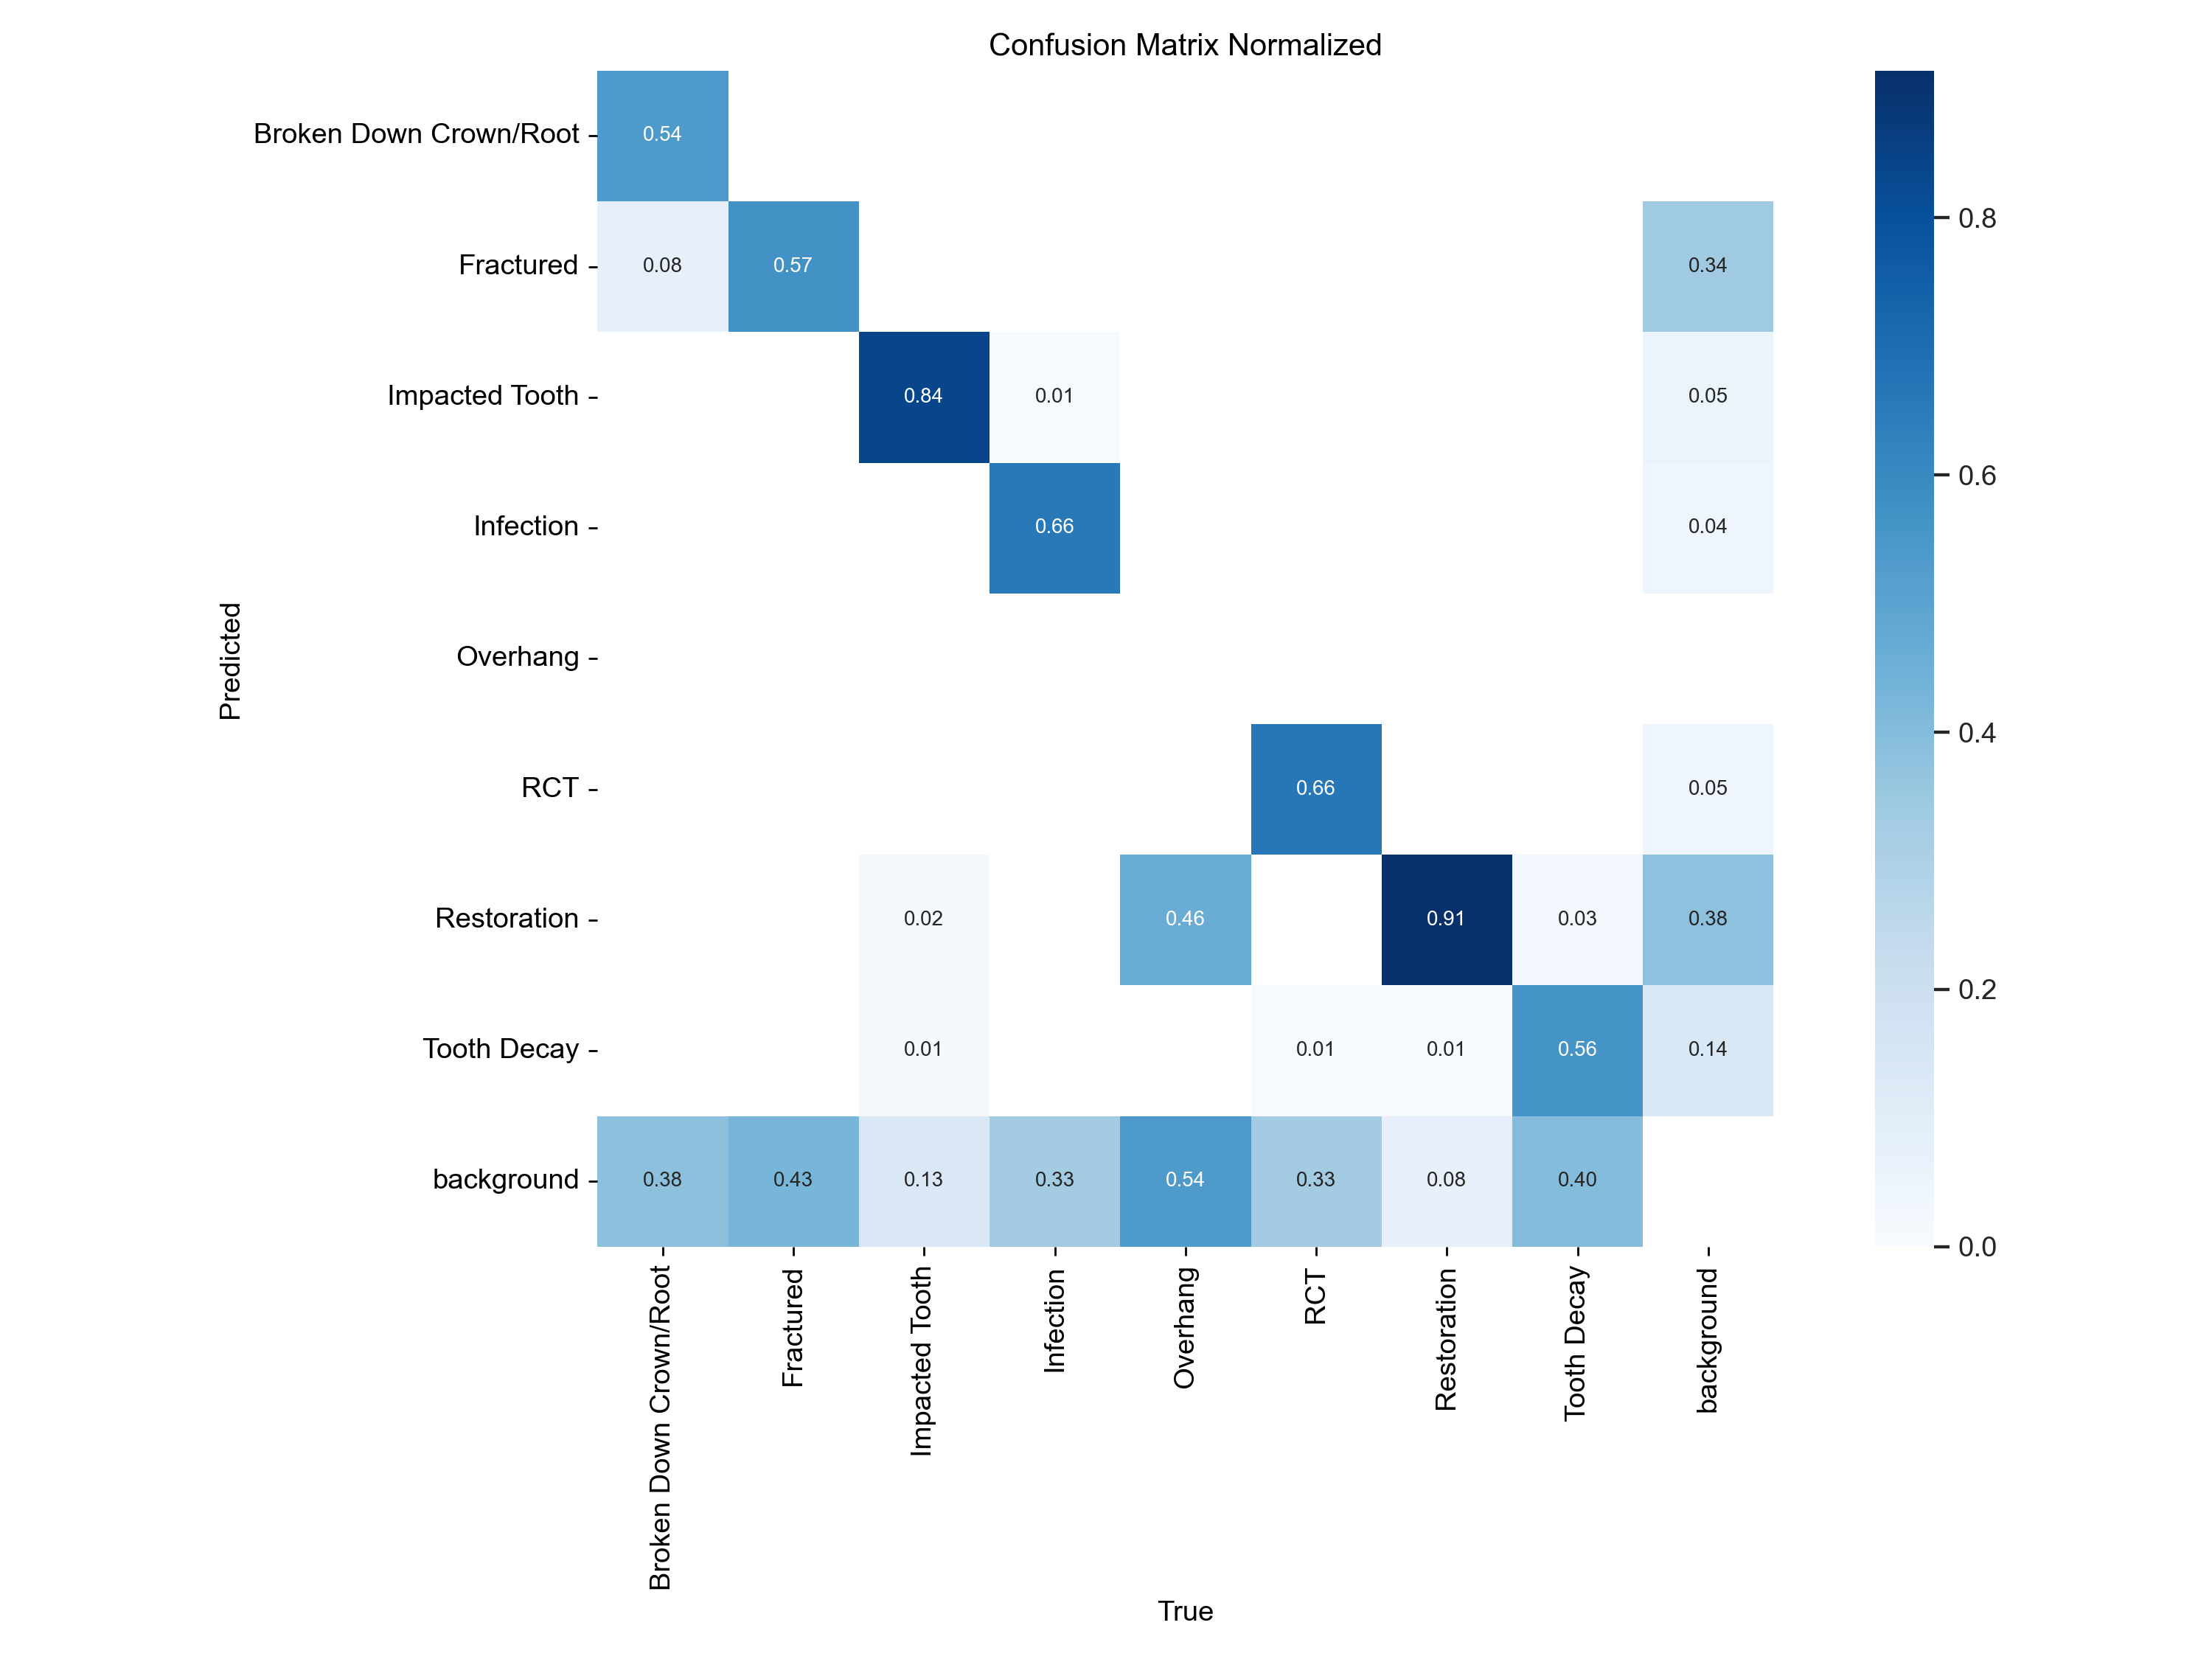 Confusion Matrix Normalized
Broken Down Crown/Root
0.54
Fractured
0.08 0.57 0.34
0.8
Impacted Tooth
0.84 0.01 0.05
0.6
Infection
0.66 0.04
Predicted
Overhang
0.4
RCT
0.66 0.05
Restoration
0.02 0.46 0.91 0.03 0.38
0.2
Tooth Decay
0.01 0.01 0.01 0.56 0.14
background
0.38 0.43 0.13 0.33 0.54 0.33 0.08 0.40
0.0
Broken Down Crown/Root
Fractured
Impacted Tooth
Infection
Overhang
RCT
Restoration
Tooth Decay
background
True